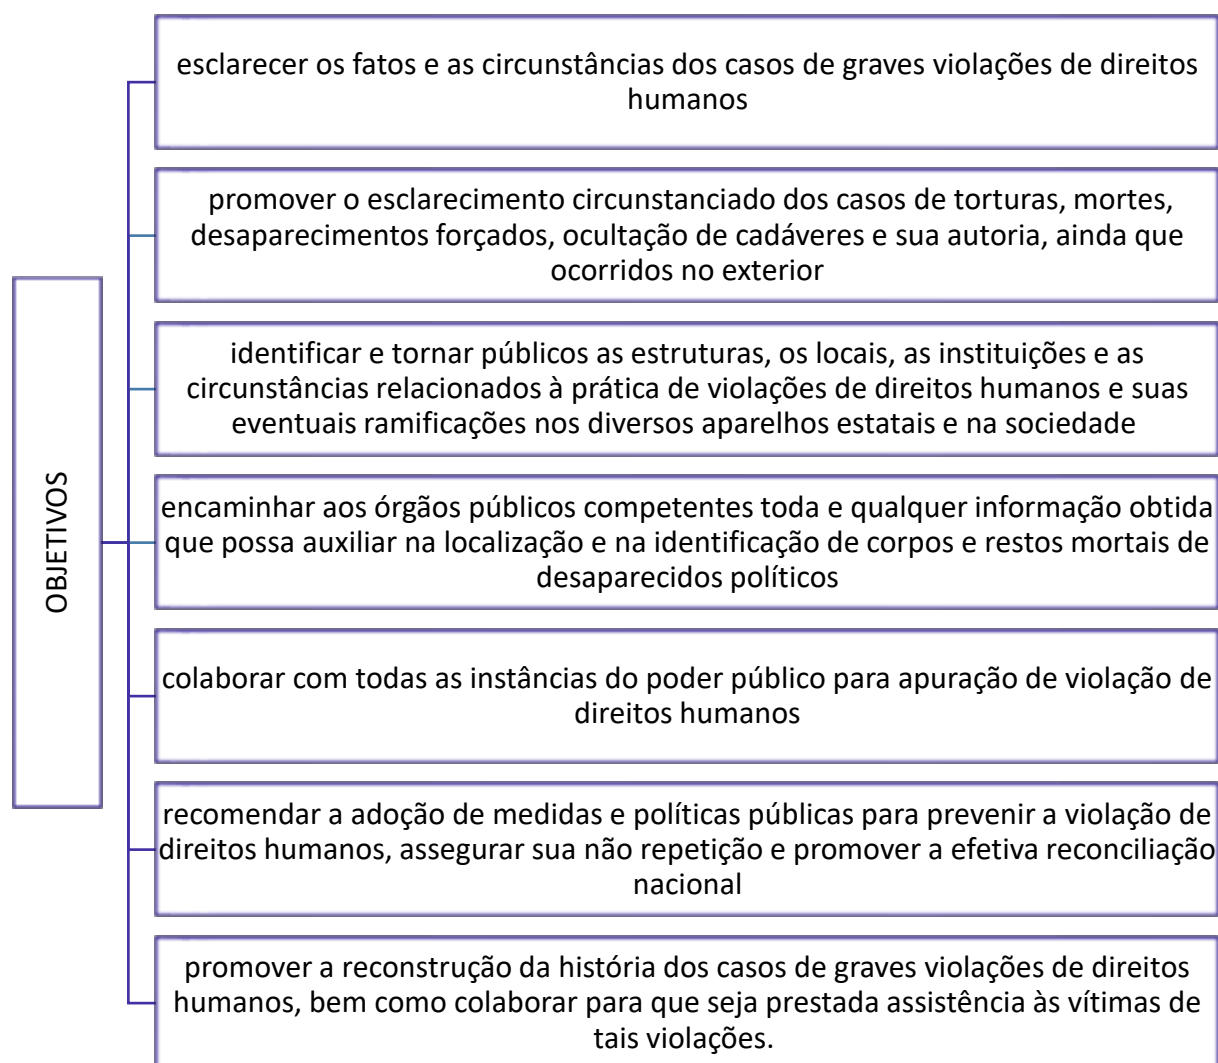 OBJETIVOS
esclarecer os fatos e as circunstâncias dos casos de graves violações de direitos
humanos
promover o esclarecimento circunstanciado dos casos de torturas, mortes,
desaparecimentos forçados, ocultação de cadáveres e sua autoria, ainda que
ocorridos no exterior
identificar e tornar públicos as estruturas, os locais, as instituições e as
circunstâncias relacionados à prática de violações de direitos humanos e suas
eventuais ramificações nos diversos aparelhos estatais e na sociedade
encaminhar aos órgãos públicos competentes toda e qualquer informação obtida
que possa auxiliar na localização e na identificação de corpos e restos mortais de
desaparecidos políticos
colaborar com todas as instâncias do poder público para apuração de violação de
direitos humanos
recomendar a adoção de medidas e políticas públicas para prevenir a violação de
direitos humanos, assegurar sua não repetição e promover a efetiva reconciliação
nacional
promover a reconstrução da história dos casos de graves violações de direitos
humanos, bem como colaborar para que seja prestada assistência às vítimas de
tais violações.